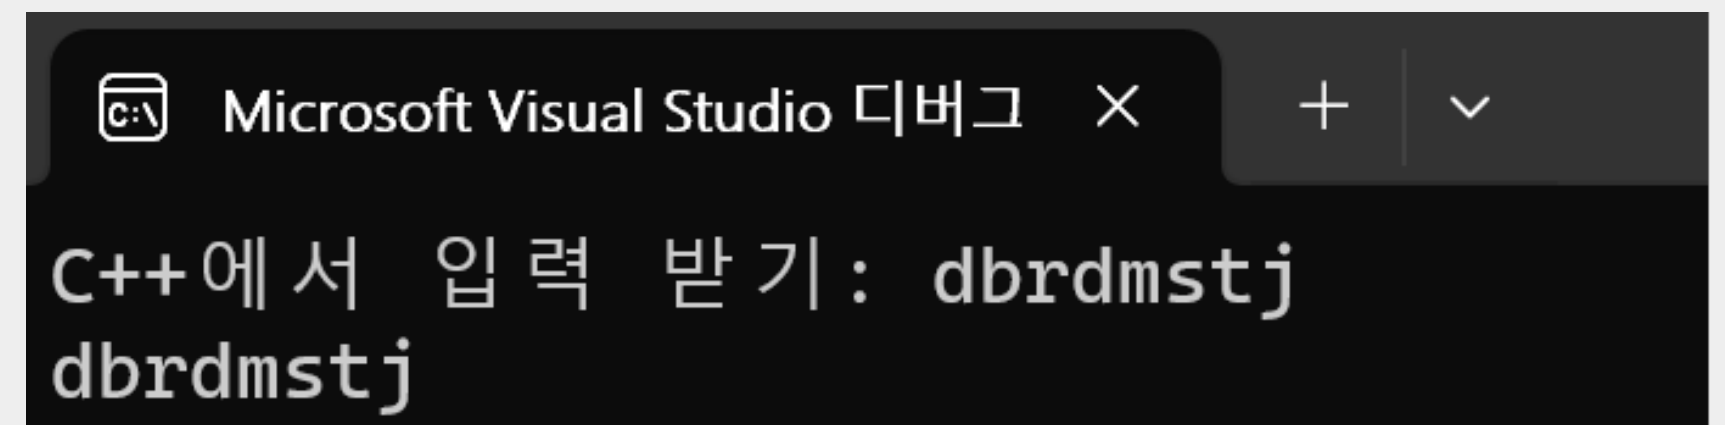 Microsoft Visual Studio 디버그
C++에서 입력 받기: dbrdmstj
dbrdmstj